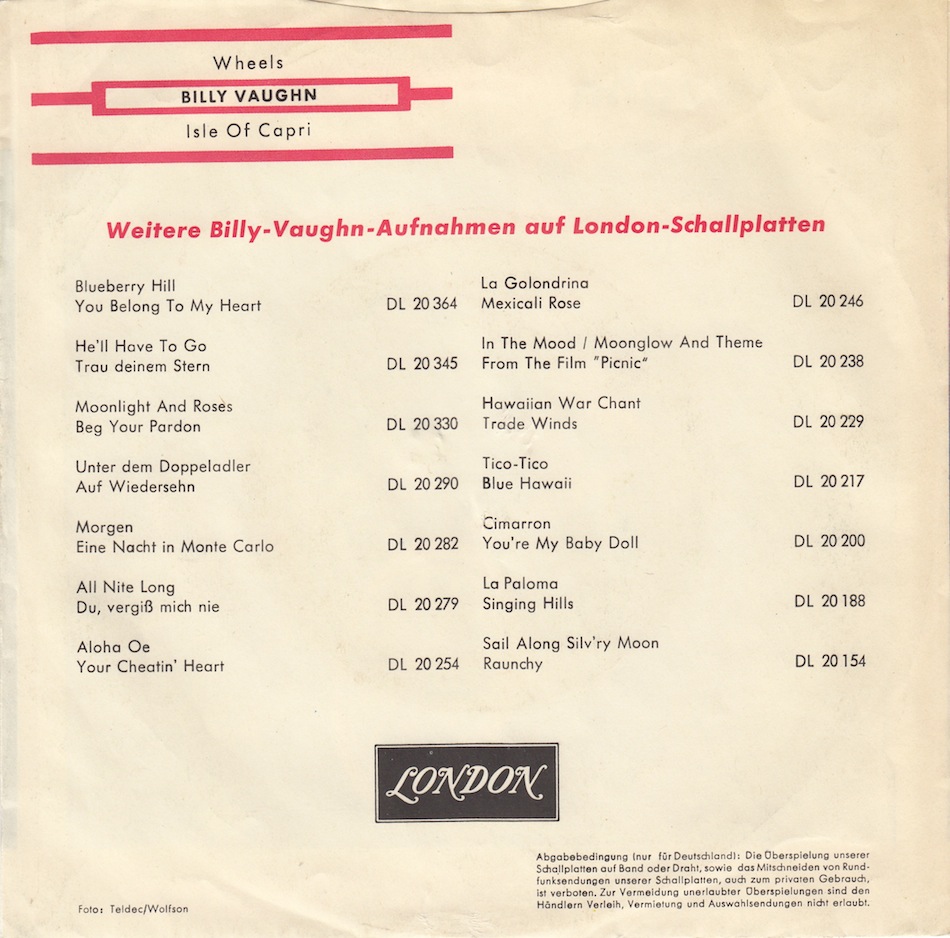 Wheels
BILLY VAUGHN
Isle Of Capri
Weitere Billy-Vaughn-Aufnahmen auf London-Schallplatten
Blueberry Hill
You Belong To My Heart DL 20 364
He'll Have To Go
Trau deinem Stern DL 20 345
Moonlight And Roses
Beg Your Pardon DL 20 330
Unter dem Doppeladler
Auf Wiedersehn DL 20 290
Morgen
Eine Nacht in Monte Carlo DL 20 282
All Nite Long
Du, vergiß mich nie DL 20 279
Aloha Oe
Your Cheatin' Heart DL 20 254
La Golondrina
Mexicali Rose DL 20 246
In The Mood / Moonglow And Theme
From The Film "Picnic“ DL 20 238
Hawaiian War Chant
Trade Winds DL 20 229
Tico-Tico
Blue Hawaii DL 20 217
Cimarron
You're My Baby Doll DL 20 200
La Paloma
Singing Hills DL 20 188
Sail Along Silv'ry Moon
Raunchy DL 20 154
LONDON
Abgabebedingung (nur für Deutschland): Die Überspielung unserer
Schallplatten auf Band oder Draht, sowie das Mitschneiden von Rund-
funksendungen unserer Schallplatten, auch zum privaten Gebrauch,
ist verboten. Zur Vermeidung unerlaubter Überspielungen sind den
Händlern Verleih, Vermietung und Auswahlsendungen nicht erlaubt.
Foto: Teldec/Wolfson